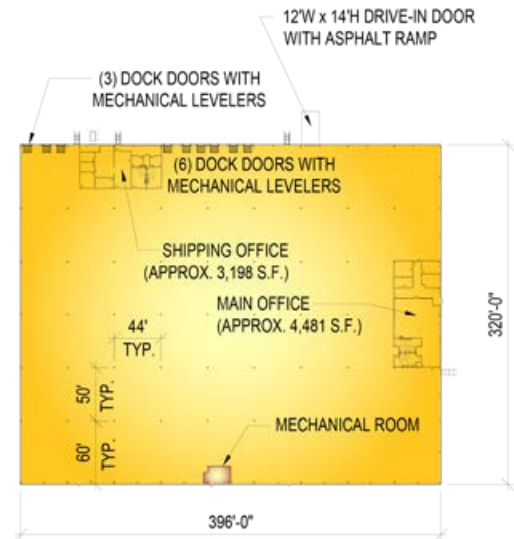 12'W x 14'H DRIVE-IN DOOR
WITH ASPHALT RAMP
(3) DOCK DOORS WITH
MECHANICAL LEVELERS
(6) DOCK DOORS WITH
MECHANICAL LEVELERS
SHIPPING OFFICE
(APPROX. 3,198 S.F.)
MAIN OFFICE
(APPROX. 4,481 S.F.)
44'
TYP.
320'-0"
50'
TYP.
60'
TYP.
MECHANICAL ROOM
396'-0"